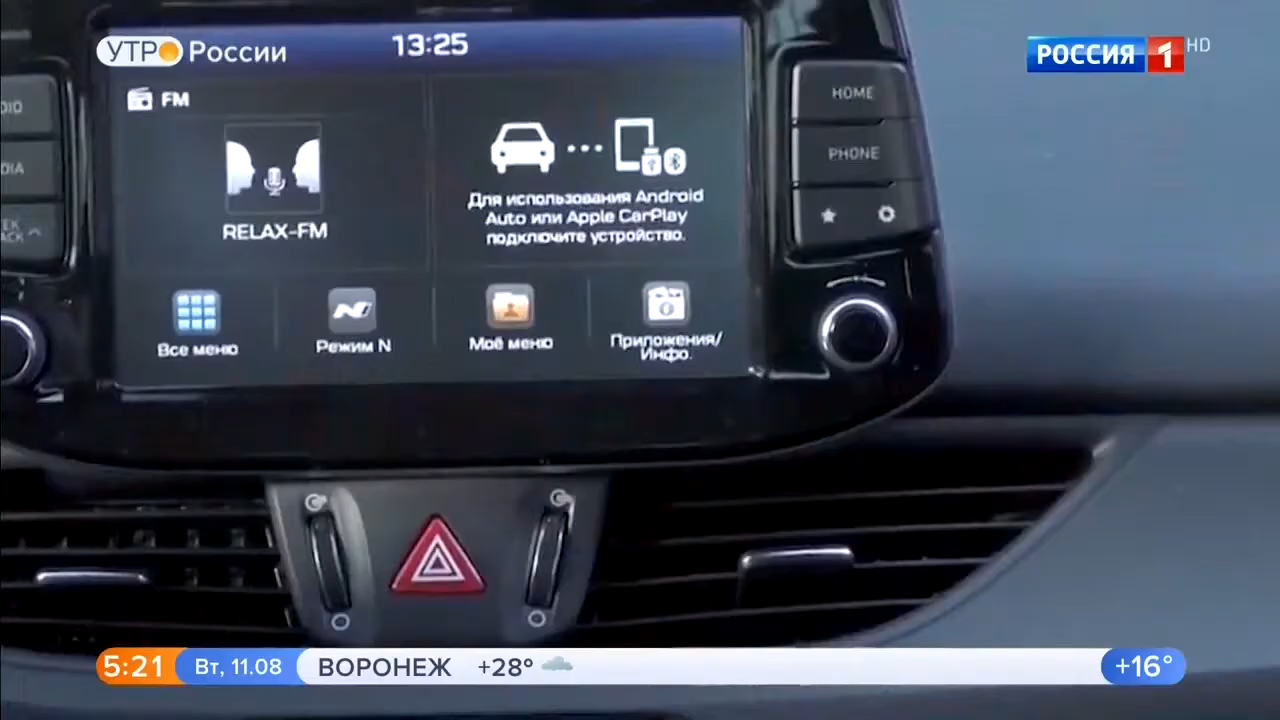 УТРО России
13:25
РОССИЯ 1 HD
FM
HOME
PHONE
RELAX-FM
Для использования Android
Auto или Apple CarPlay
подключите устройство.
Все меню
Режим N
Моё меню
Приложения/
Инфо.
5:21 Вт, 11.08 ВОРОНЕЖ +28° +16°